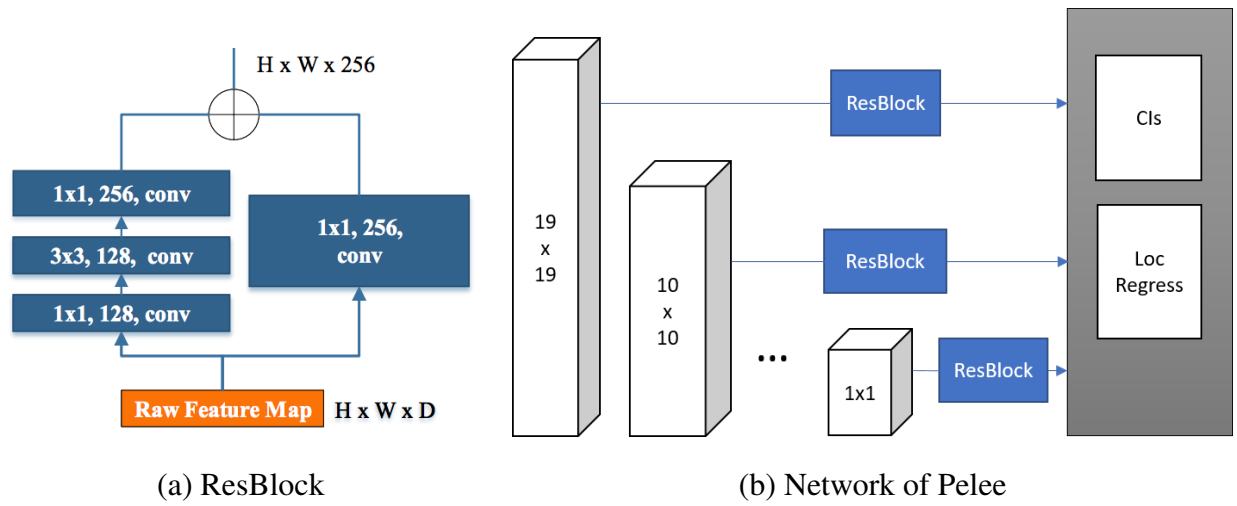 H x W x 256
1x1, 256, conv
3x3, 128, conv
1x1, 128, conv
1x1, 256,
conv
Raw Feature Map
H x W x D
(a) ResBlock
19
x
19
10
x
10
...
1x1
ResBlock
ResBlock
ResBlock
Cls
Loc
Regress
(b) Network of Pelee